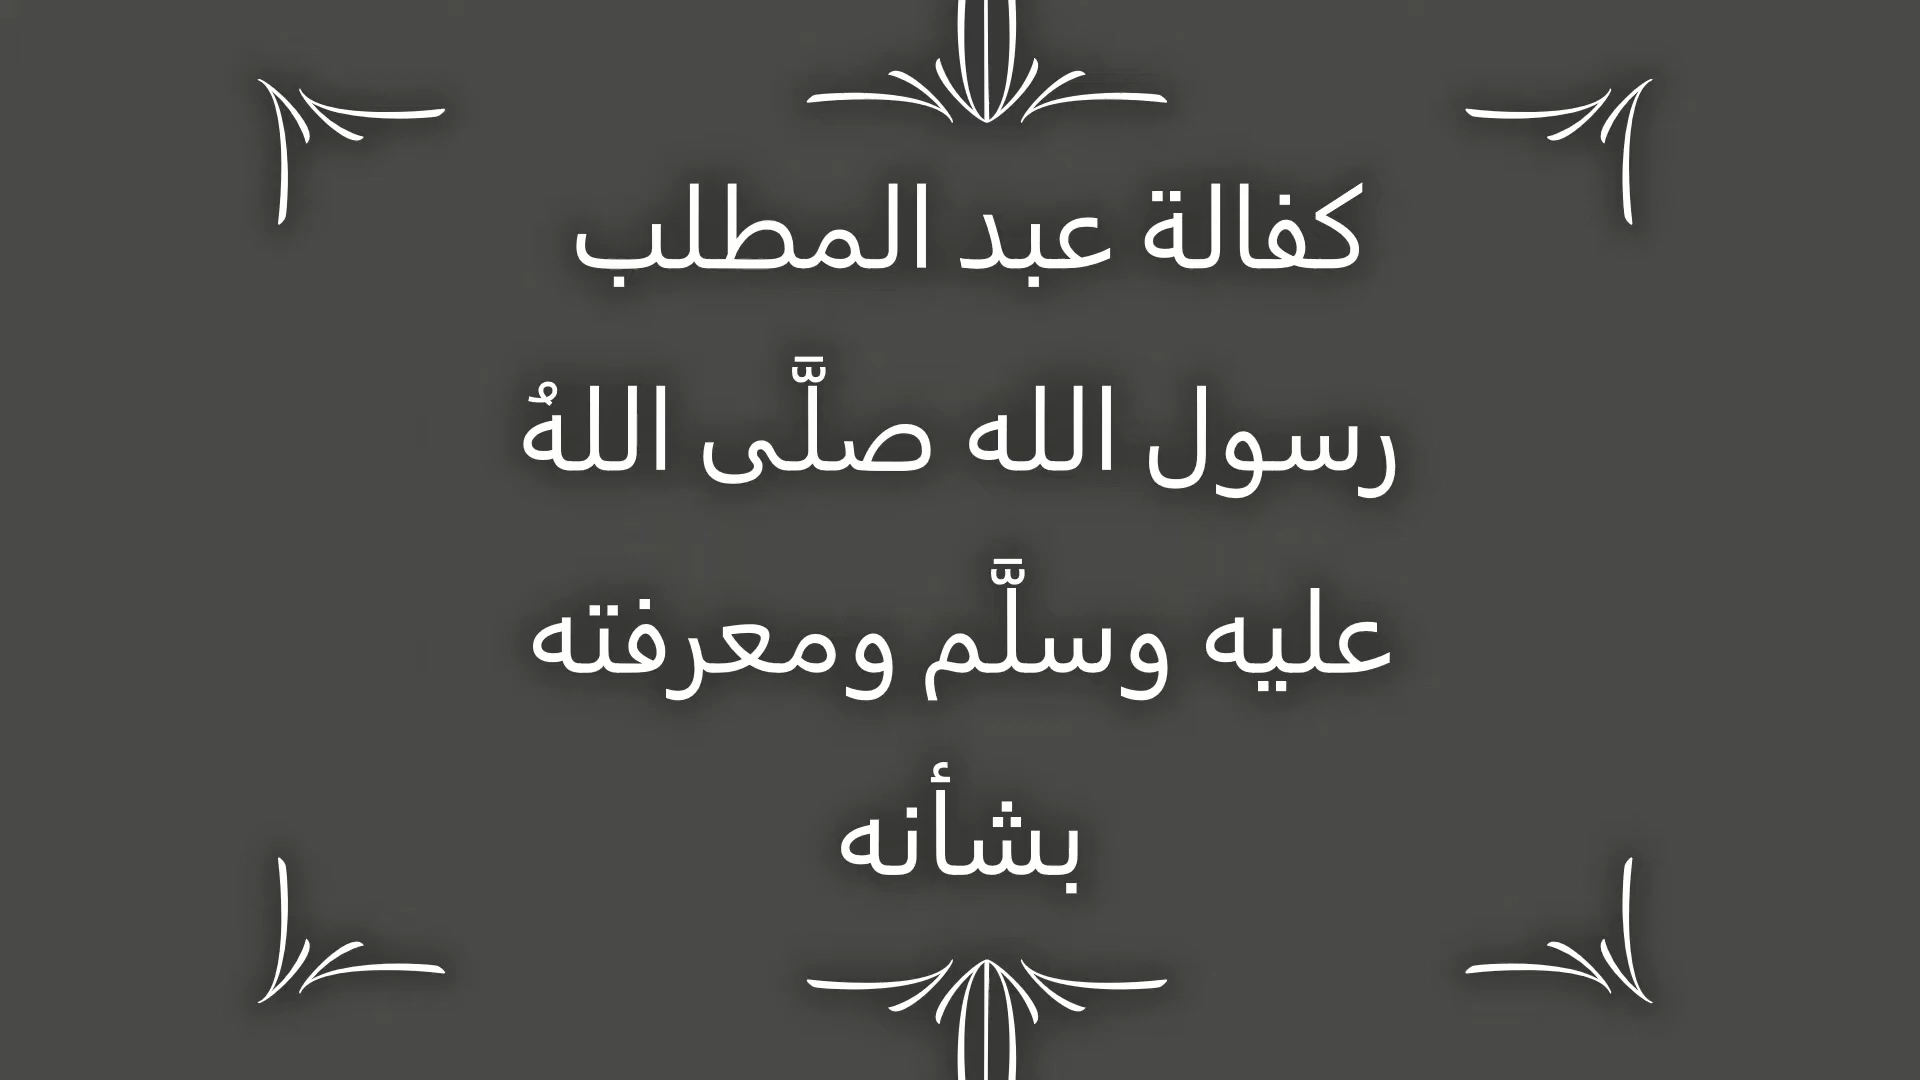 كفالة عبد المطلب
رسول الله صلَّى اللهُ
عليه وسلَّم ومعرفته
بشأنه